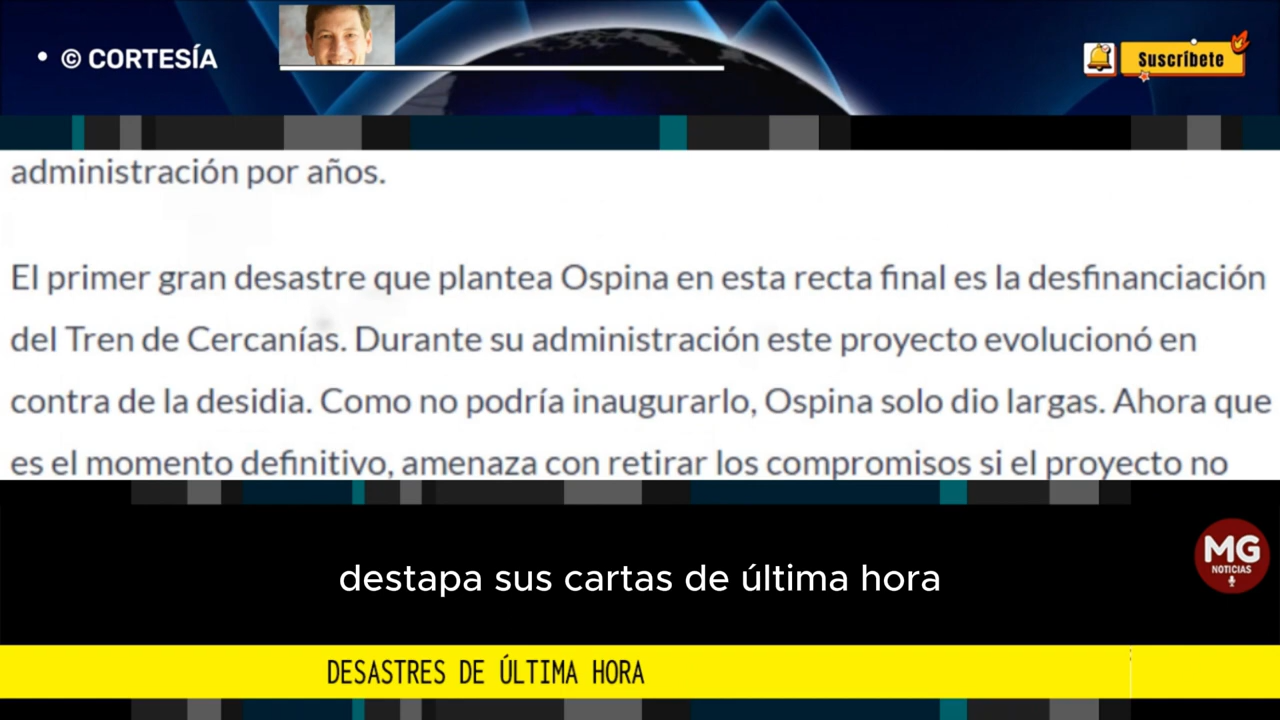 • © CORTESÍA
Suscríbete
administración por años.
El primer gran desastre que plantea Ospina en esta recta final es la desfinanciación
del Tren de Cercanías. Durante su administración este proyecto evolucionó en
contra de la desidia. Como no podría inaugurarlo, Ospina solo dio largas. Ahora que
es el momento definitivo, amenaza con retirar los compromisos si el proyecto no
MG
NOTICIAS
destapa sus cartas de última hora
DESASTRES DE ÚLTIMA HORA